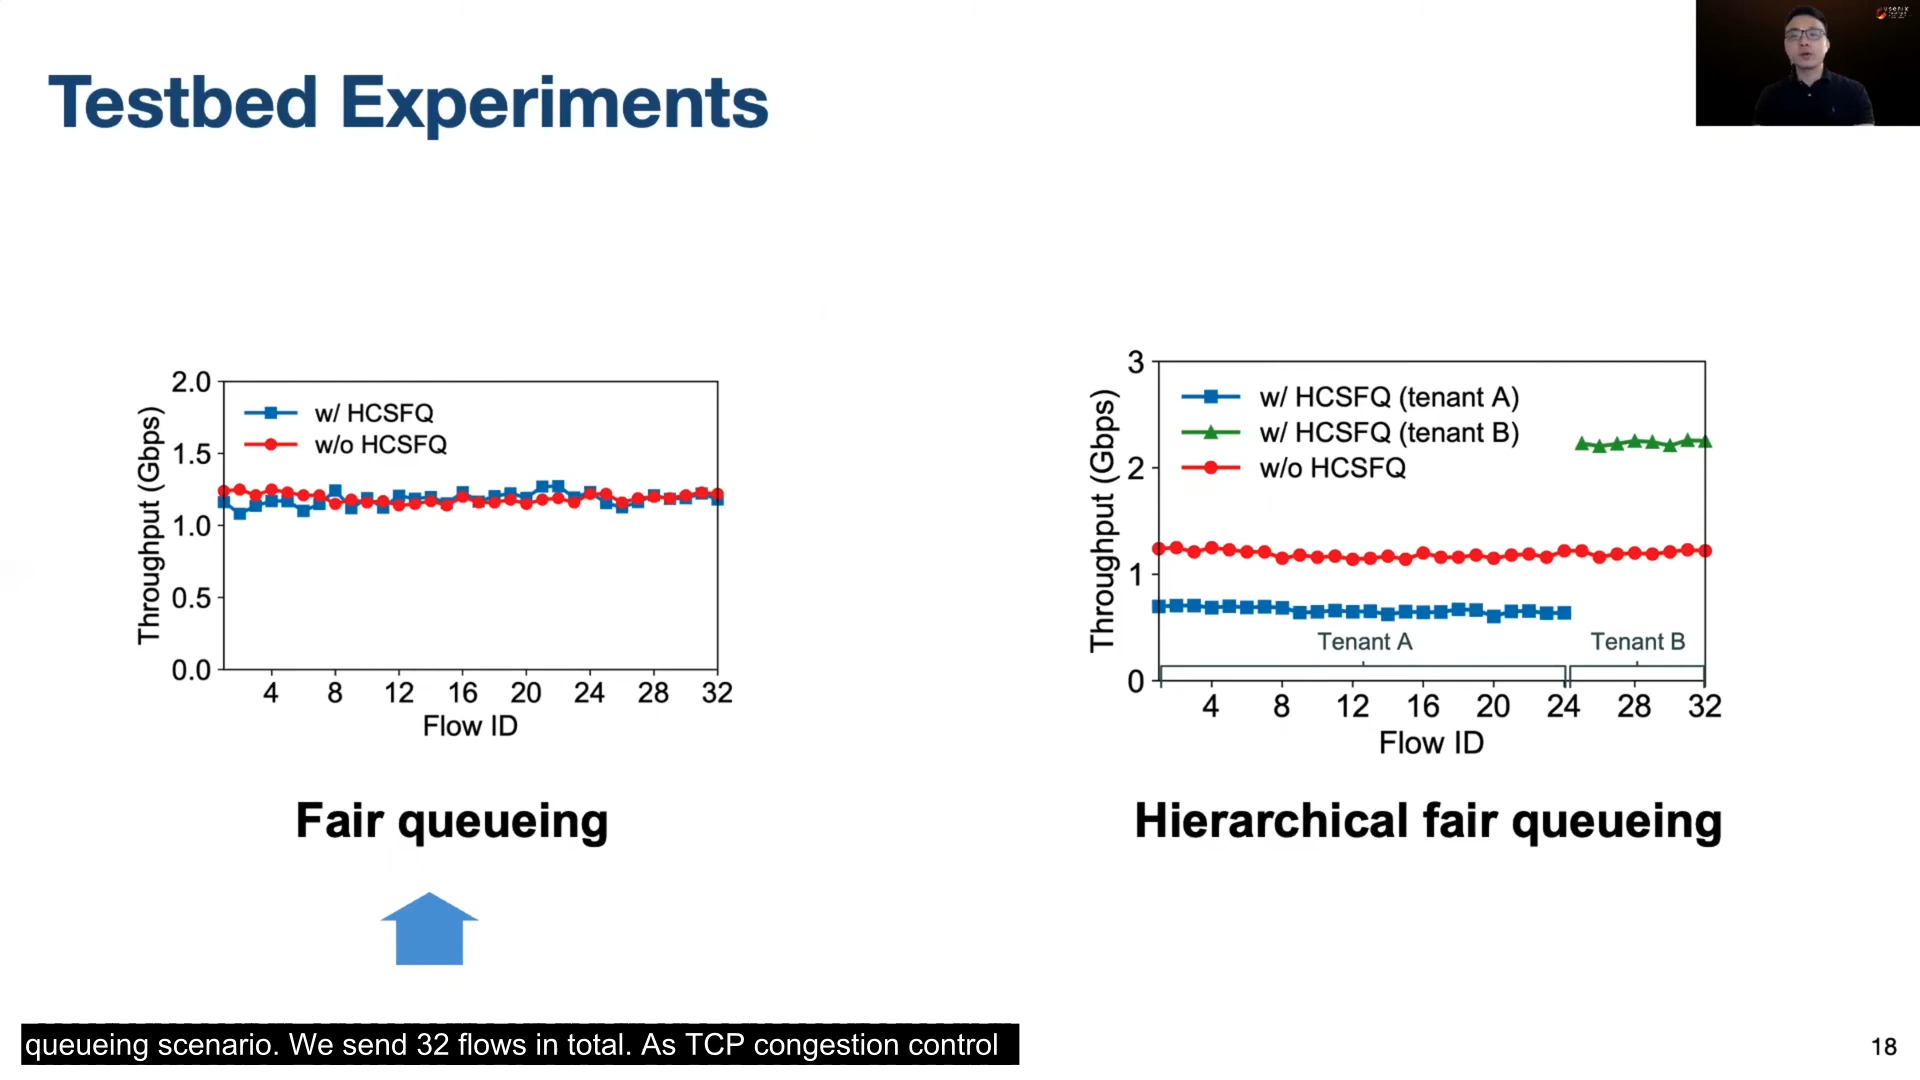 Testbed Experiments
usenix
2.0
1.5
1.0
0.5
0.0
Throughput (Gbps)
w/ HCSFQ
w/o HCSFQ
4 8 12 16 20 24 28 32
Flow ID
Fair queueing
3
2
1
0
Throughput (Gbps)
w/ HCSFQ (tenant A)
w/ HCSFQ (tenant B)
w/o HCSFQ
Tenant A
Tenant B
4 8 12 16 20 24 28 32
Flow ID
Hierarchical fair queueing
queueing scenario. We send 32 flows in total. As TCP congestion control
18